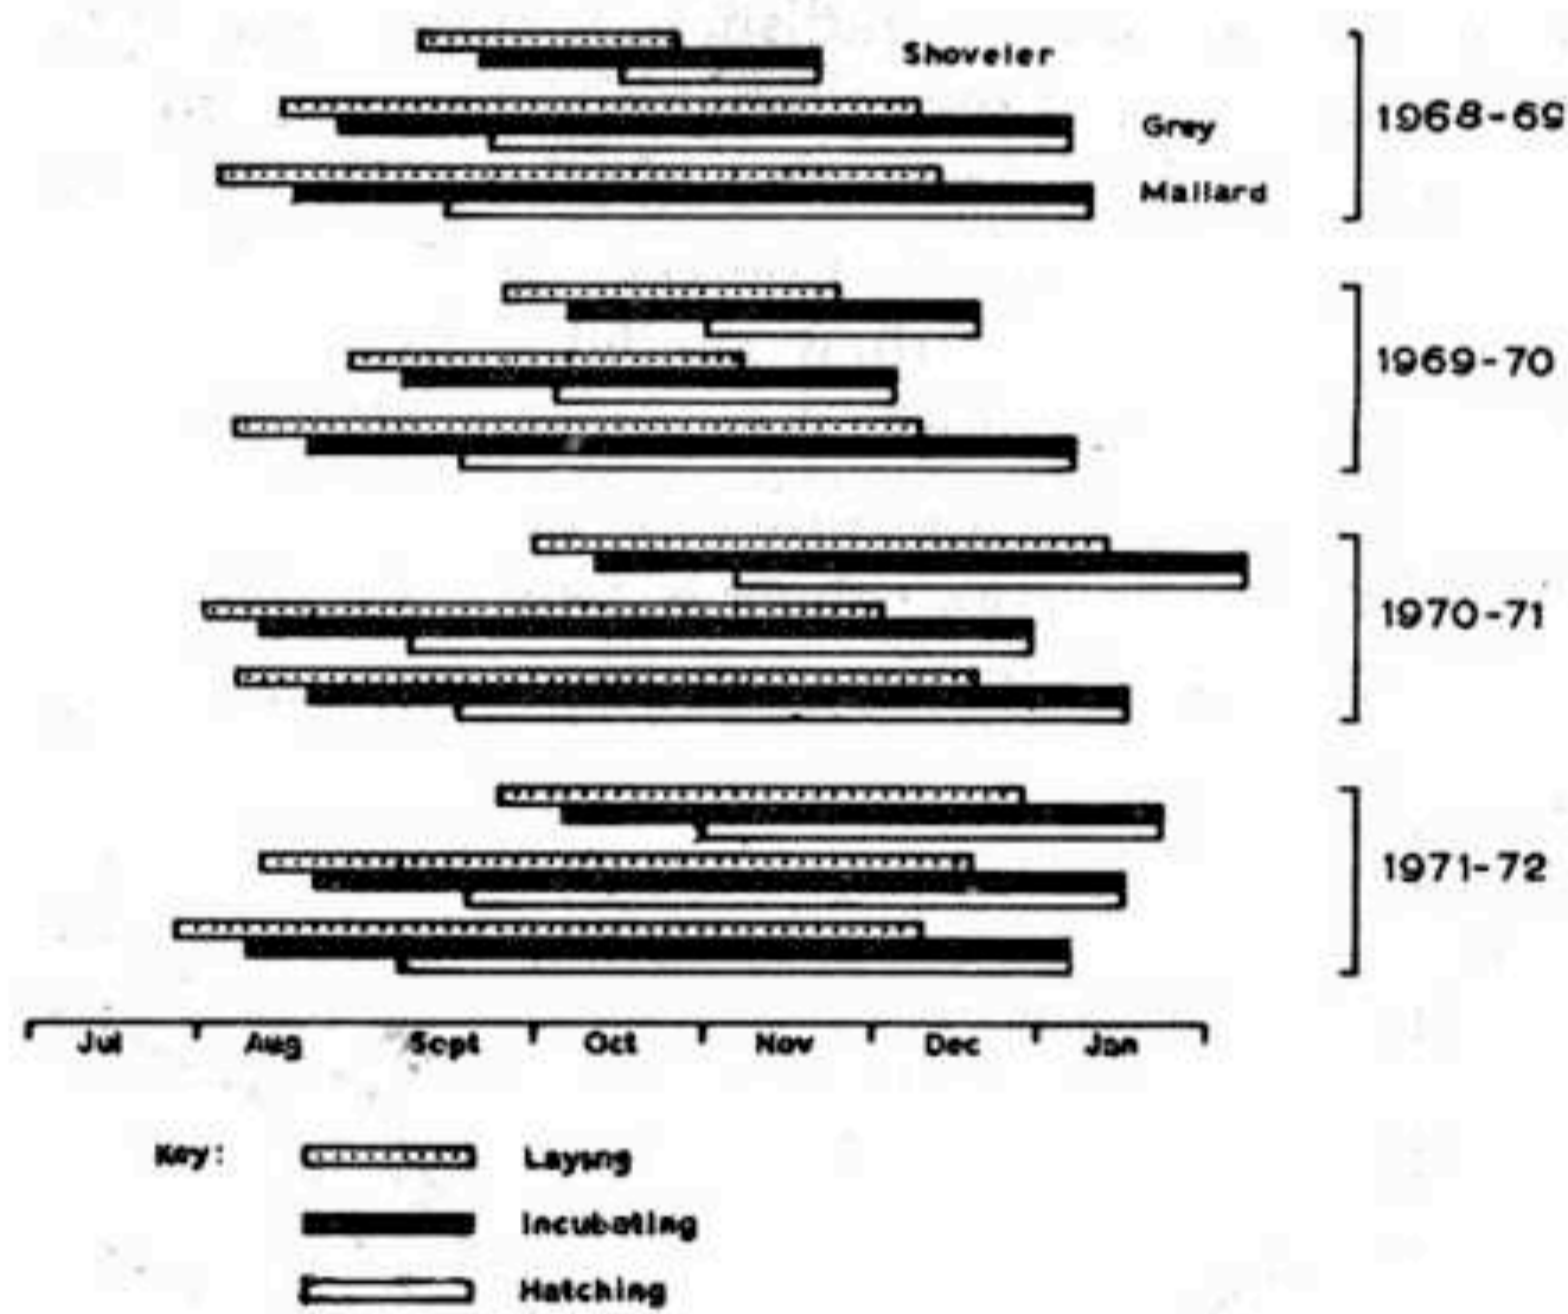 Shoveler
Grey
Mallard
1968-69
1969-70
1970-71
1971-72
Jul Aug Sept Oct Nov Dec Jan
Key:
Laying
Incubating
Hatching